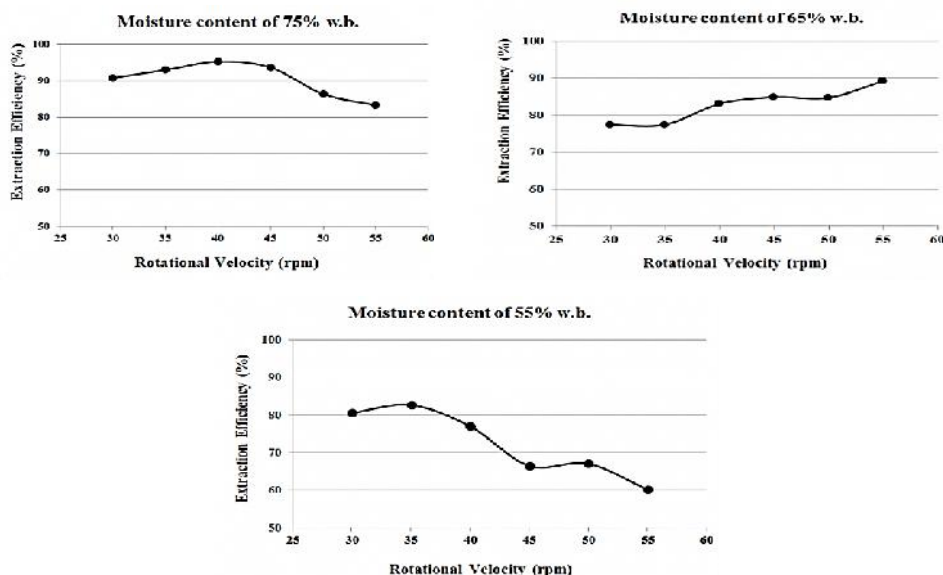 Moisture content of 75% w.b.
Extraction Efficiency (%)
100
90
80
70
60
50
25 30 35 40 45 50 55 60
Rotational Velocity (rpm)
Moisture content of 65% w.b.
Extraction Efficiency (%)
100
90
80
70
60
50
25 30 35 40 45 50 55 60
Rotational Velocity (rpm)
Moisture content of 55% w.b.
Extraction Efficiency (%)
100
90
80
70
60
50
25 30 35 40 45 50 55 60
Rotational Velocity (rpm)